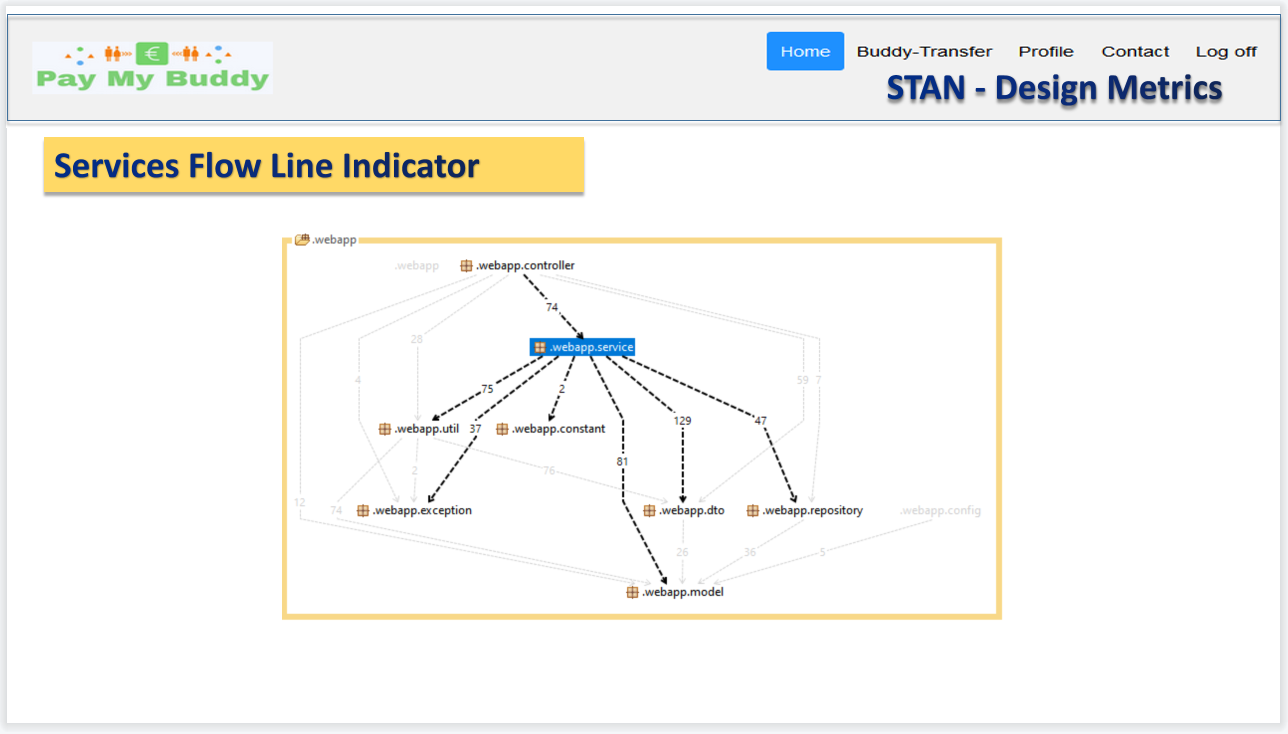 €
Pay My Buddy
Home Buddy-Transfer Profile Contact Log off
STAN - Design Metrics
Services Flow Line Indicator
.webapp
.webapp .webapp.controller
74
28
.webapp.service
4 59 7
75 2
129 47
.webapp.util 37 .webapp.constant
81
2 76
12
74 .webapp.exception .webapp.dto .webapp.repository .webapp.config
26 36 5
.webapp.model